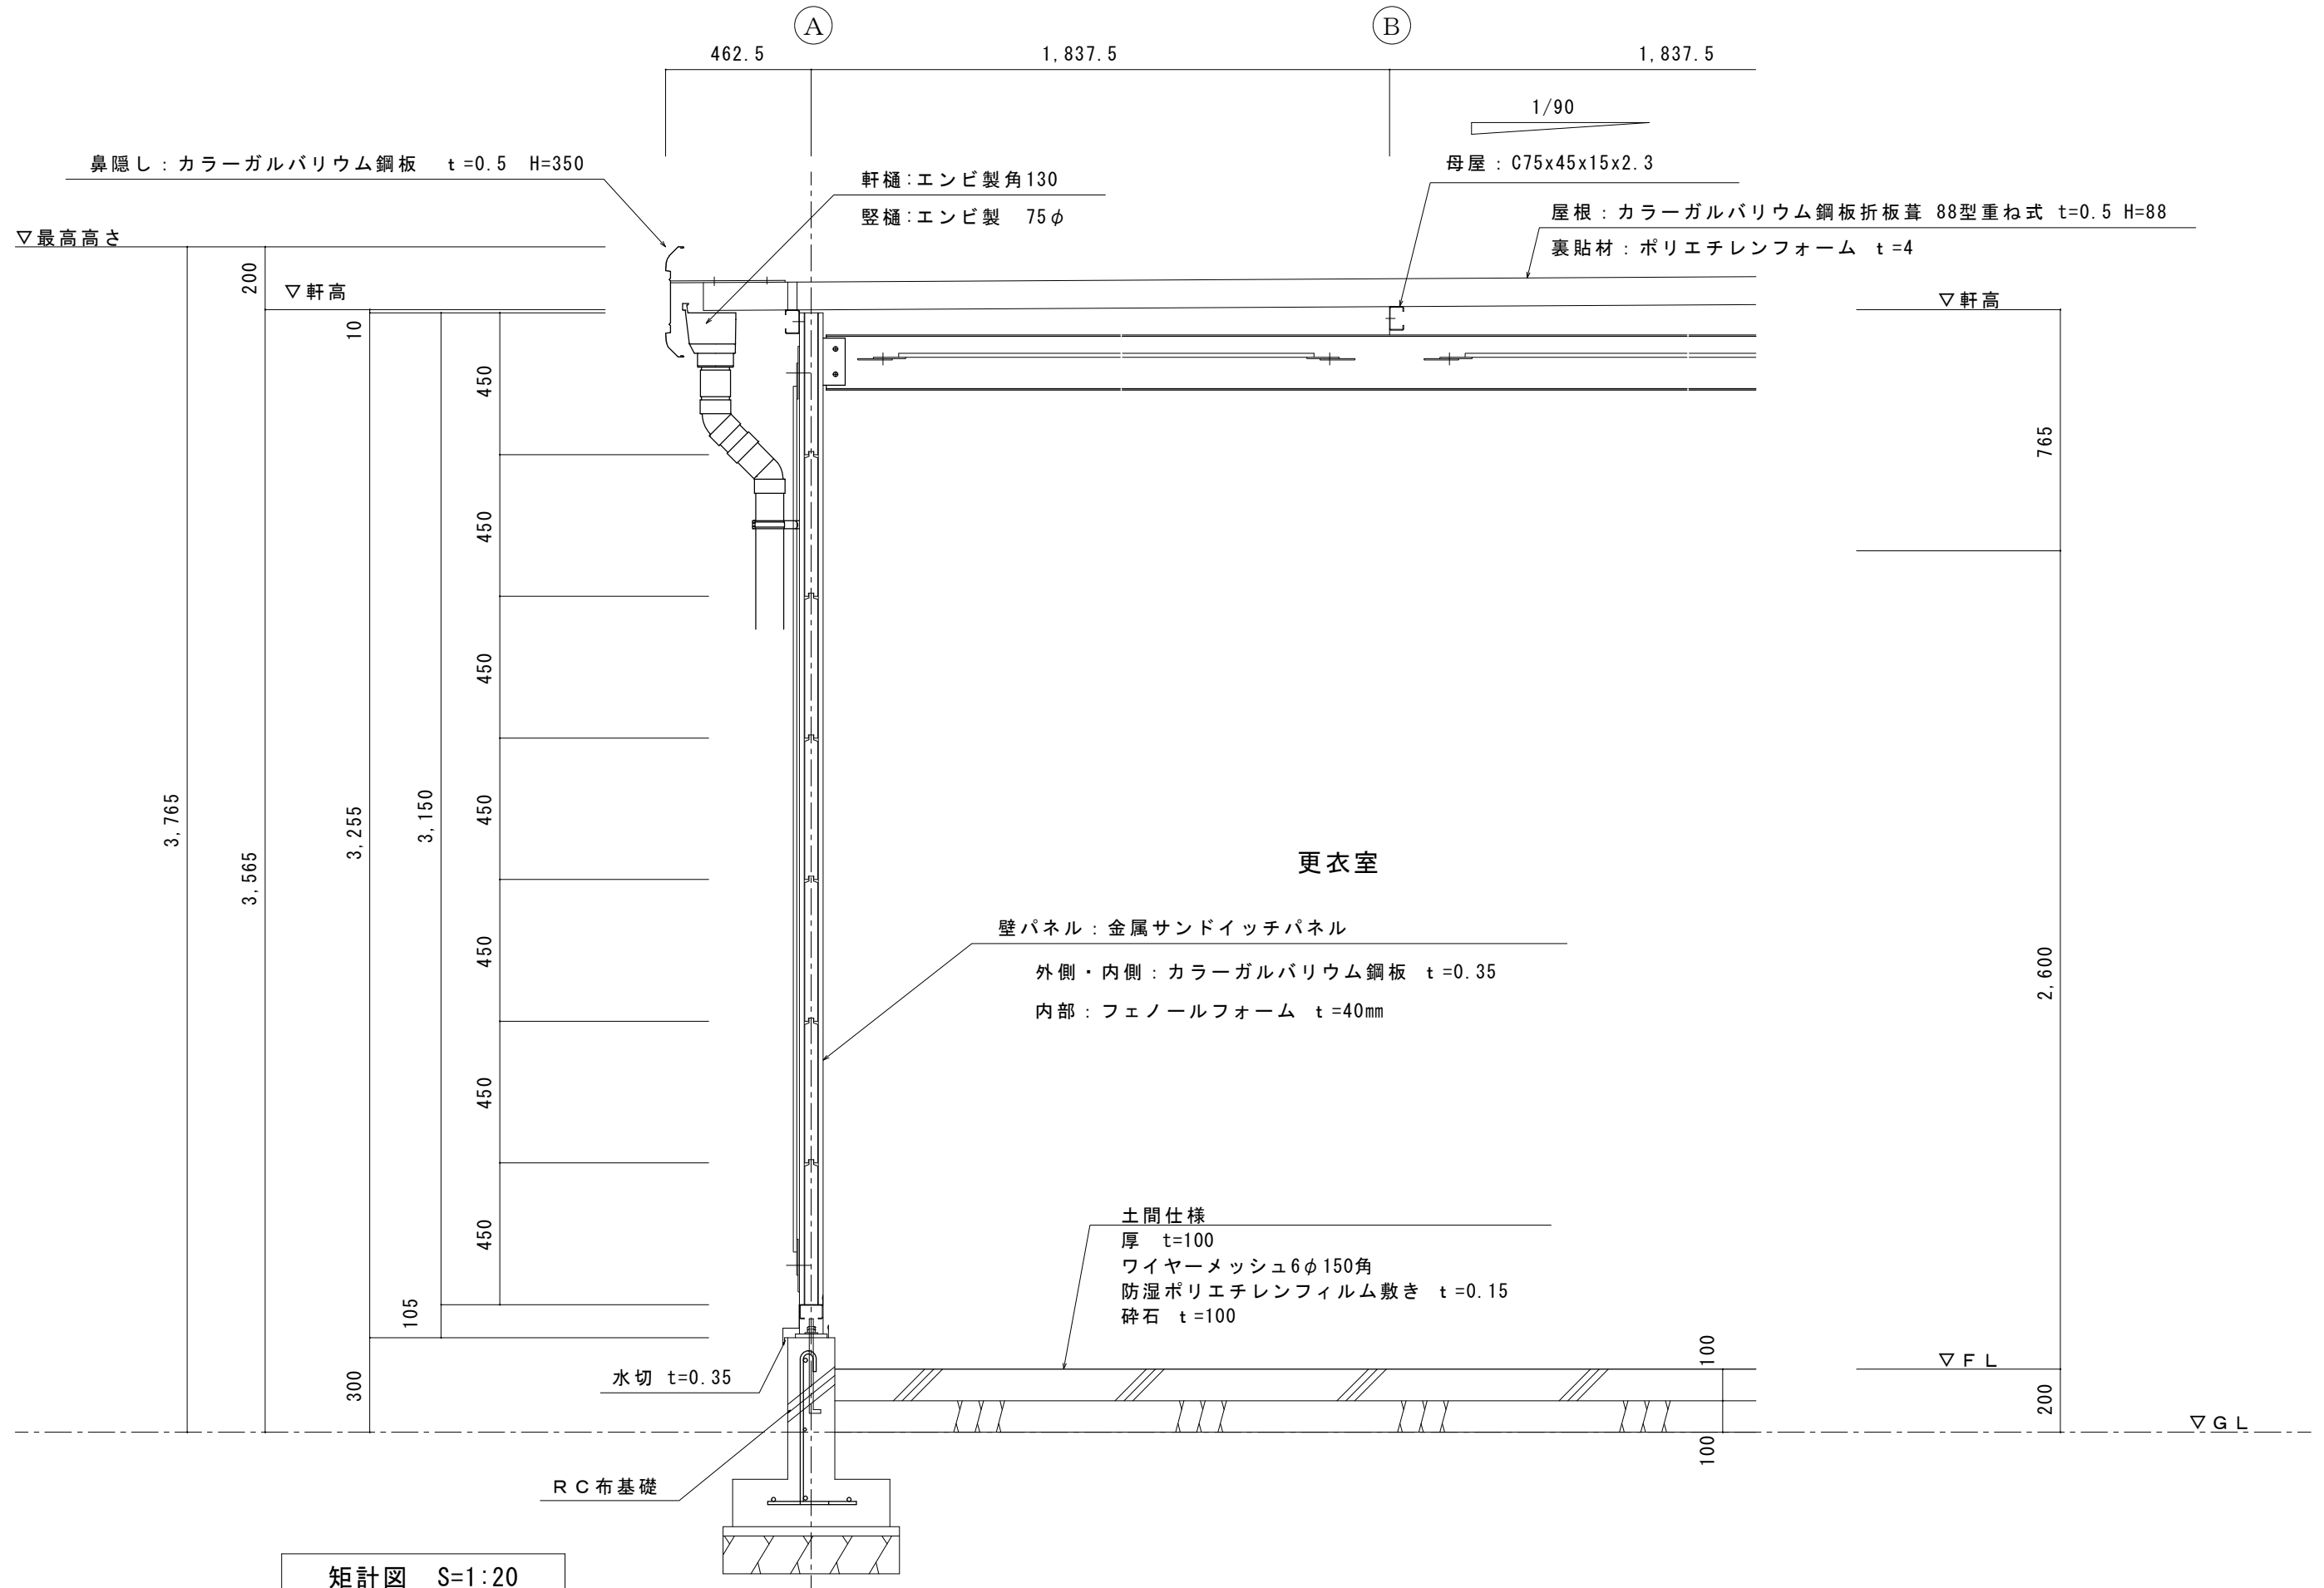 A
B
462.5
1,837.5
1,837.5
1/90
鼻隠し：カラーガルバリウム鋼板 t=0.5 H=350
軒樋：エンビ製角130
竪樋：エンビ製 75φ
母屋：C75x45x15x2.3
屋根：カラーガルバリウム鋼板折板葺 88型重ね式 t=0.5 H=88
裏貼材：ポリエチレンフォーム t=4
▽最高高さ
▽軒高
▽軒高
200
10
450
450
450
450
450
450
450
3,765
3,565
3,255
3,150
105
300
765
2,600
200
更衣室
壁パネル：金属サンドイッチパネル
外側・内側：カラーガルバリウム鋼板 t=0.35
内部：フェノールフォーム t=40㎜
土間仕様
厚 t=100
ワイヤーメッシュ6φ150角
防湿ポリエチレンフィルム敷き t=0.15
砕石 t=100
100
100
▽ＦＬ
▽ＧＬ
水切 t=0.35
ＲＣ布基礎
矩計図 S=1:20